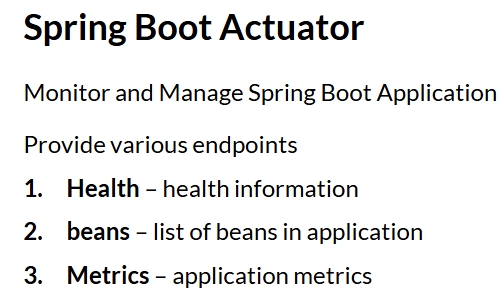 Spring Boot Actuator
Monitor and Manage Spring Boot Application
Provide various endpoints
1. Health – health information
2. beans – list of beans in application
3. Metrics – application metrics